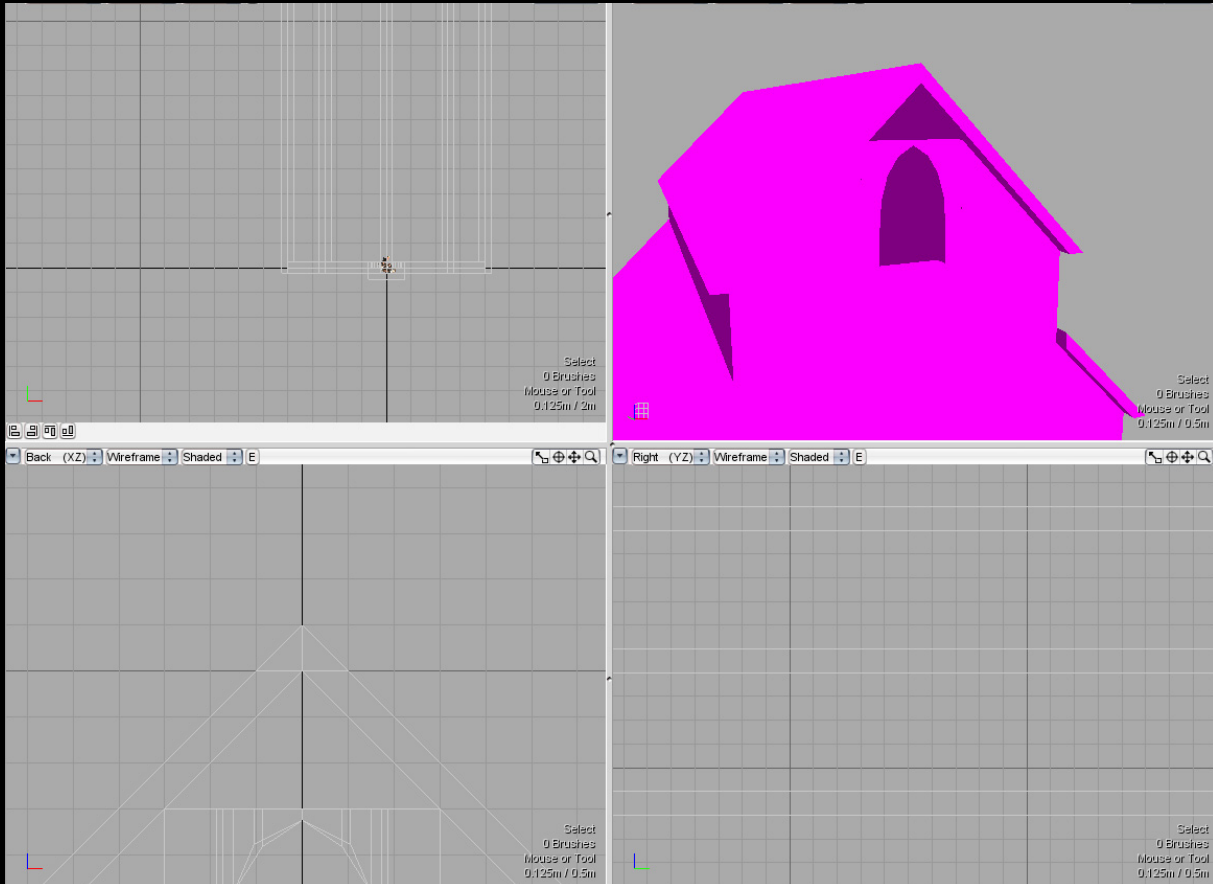 Select
0 Brushes
Mouse or Tool
0.125m / 2m
Select
0 Brushes
Mouse or Tool
0.125m / 0.5m
Back (XZ) Wireframe Shaded E
Right (YZ) Wireframe Shaded E
Select
0 Brushes
Mouse or Tool
0.125m / 0.5m
Select
0 Brushes
Mouse or Tool
0.125m / 0.5m